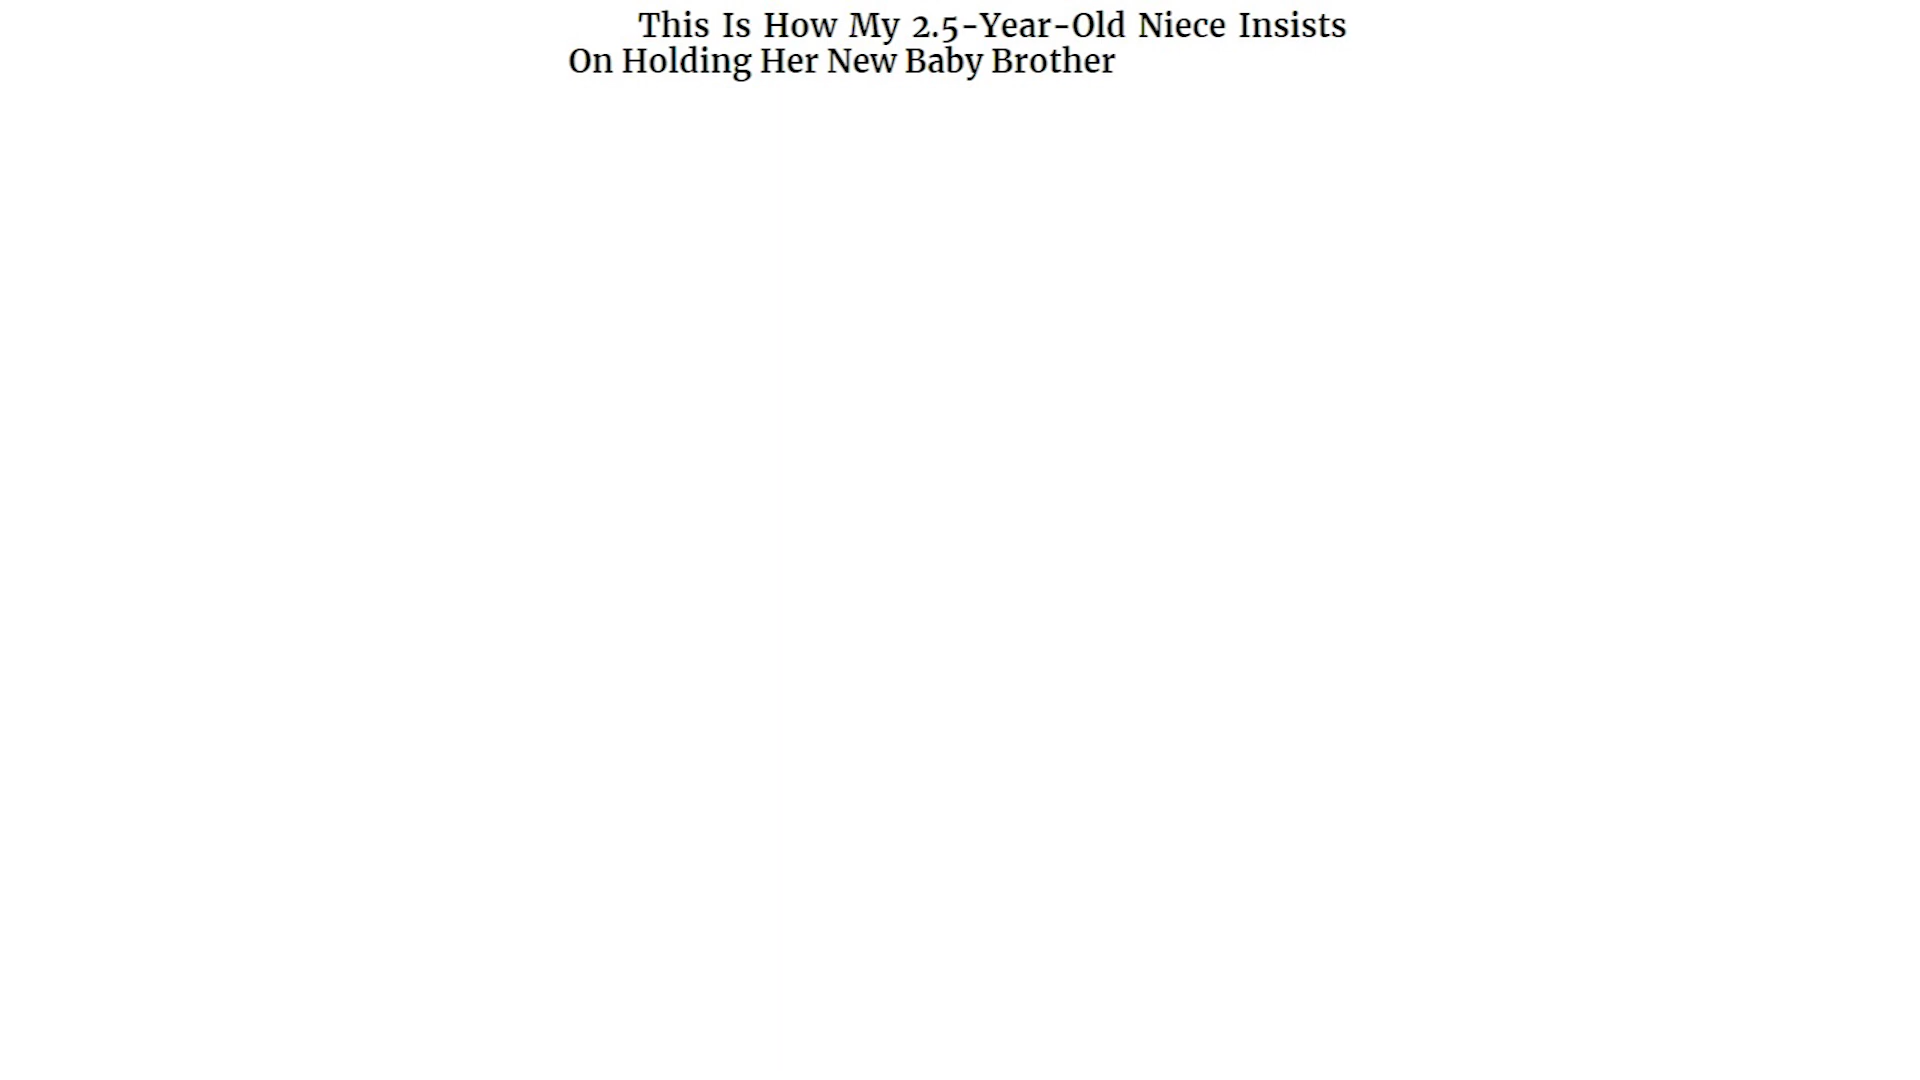 This Is How My 2.5-Year-Old Niece Insists
On Holding Her New Baby Brother